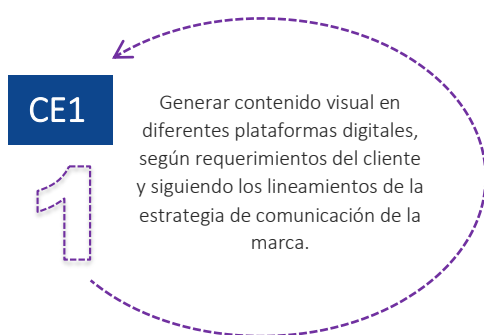 CE1
1
Generar contenido visual en
diferentes plataformas digitales,
según requerimientos del cliente
y siguiendo los lineamientos de la
estrategia de comunicación de la
marca.